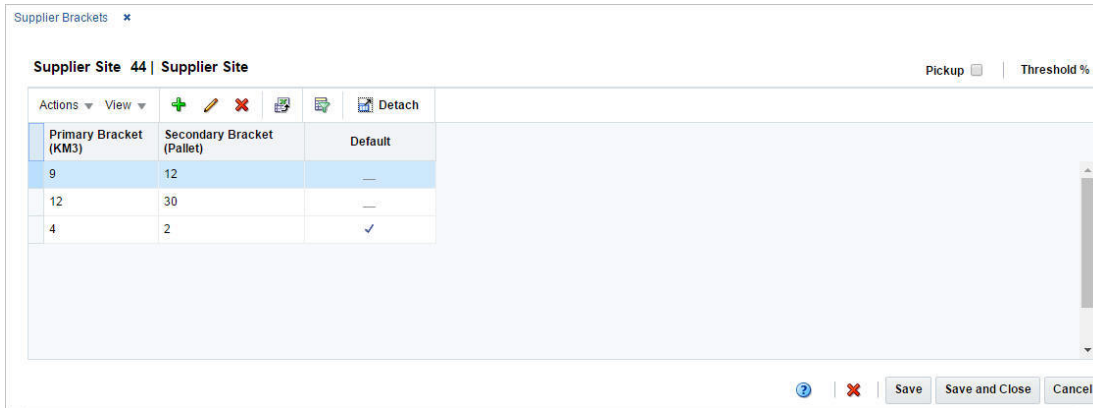 Supplier Brackets
Supplier Site 44 | Supplier Site
Pickup
Threshold %
Actions View Detach
Primary Bracket (KM3) Secondary Bracket (Pallet) Default
9 12
12 30
4 2
Save Save and Close Cancel